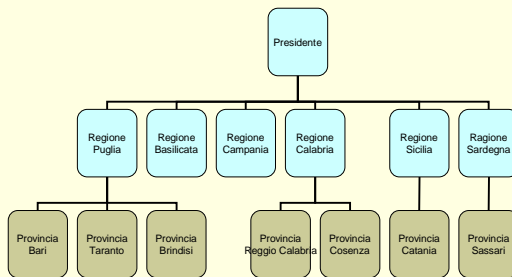 Presidente
Regione
Puglia
Regione
Basilicata
Regione
Campania
Regione
Calabria
Regione
Sicilia
Ragione
Sardegna
Provincia
Bari
Provincia
Taranto
Provincia
Brindisi
Provincia
Reggio Calabria
Provincia
Cosenza
Provincia
Catania
Provincia
Sassari